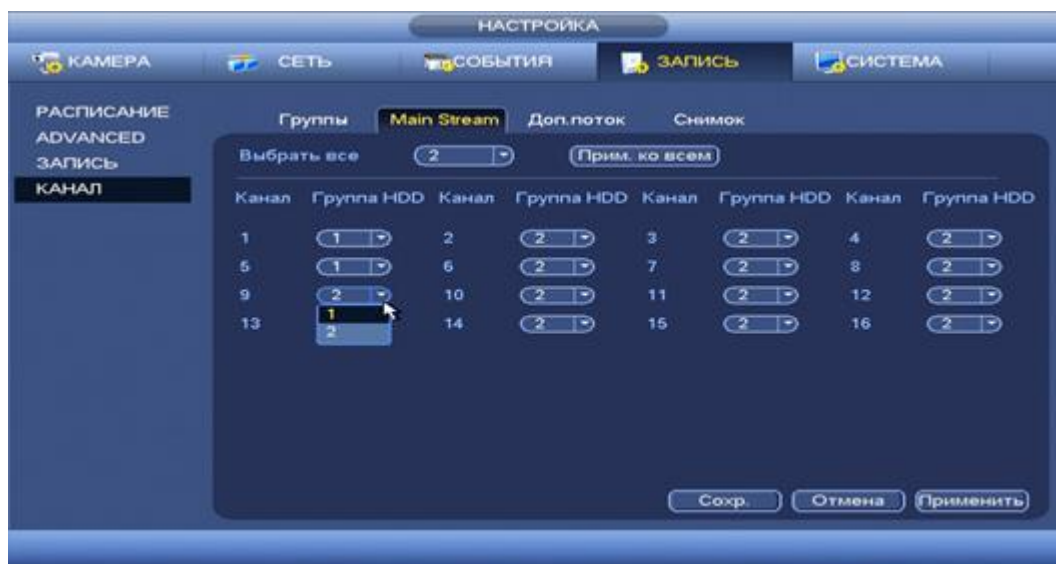 НАСТРОЙКА
КАМЕРА СЕТЬ СОБЫТИЯ ЗАПИСЬ СИСТЕМА
РАСПИСАНИЕ
ADVANCED
ЗАПИСЬ
КАНАЛ
Группы Main Stream Доп.поток Снимок
Выбрать все 2 Прим. ко всем
Канал Группа HDD Канал Группа HDD Канал Группа HDD Канал Группа HDD
1 1 2 2 3 2 4 2
5 1 6 2 7 2 8 2
9 2 10 2 11 2 12 2
13 1 14 2 15 2 16 2
2
Сохр. Отмена Применить